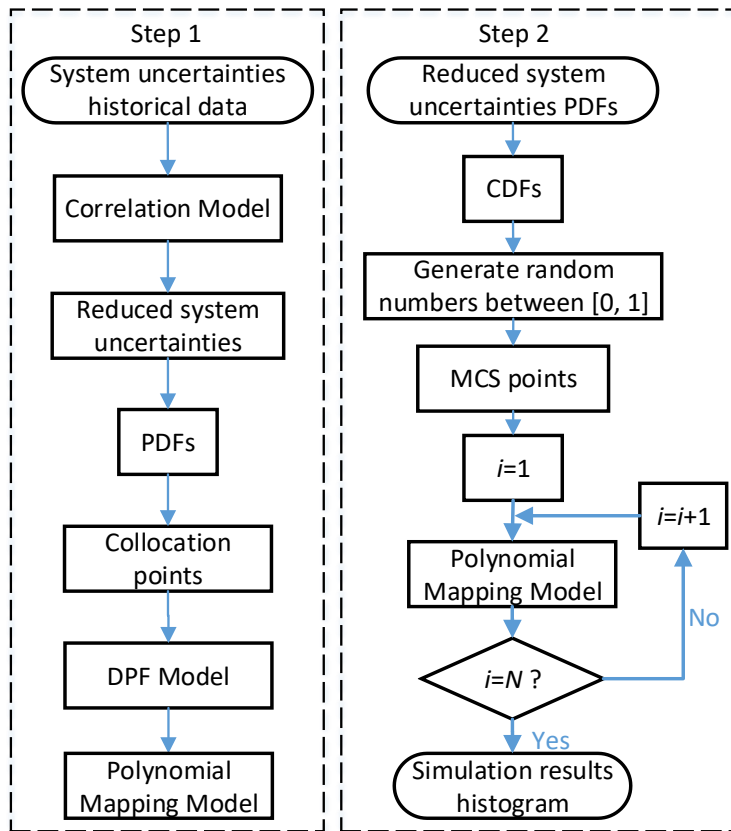 Step 1
System uncertainties
historical data
Correlation Model
Reduced system
uncertainties
PDFs
Collocation
points
DPF Model
Polynomial
Mapping Model
Step 2
Reduced system
uncertainties PDFs
CDFs
Generate random
numbers between [0, 1]
MCS points
i=1
i=i+1
Polynomial
Mapping Model
No
i=N ?
Yes
Simulation results
histogram